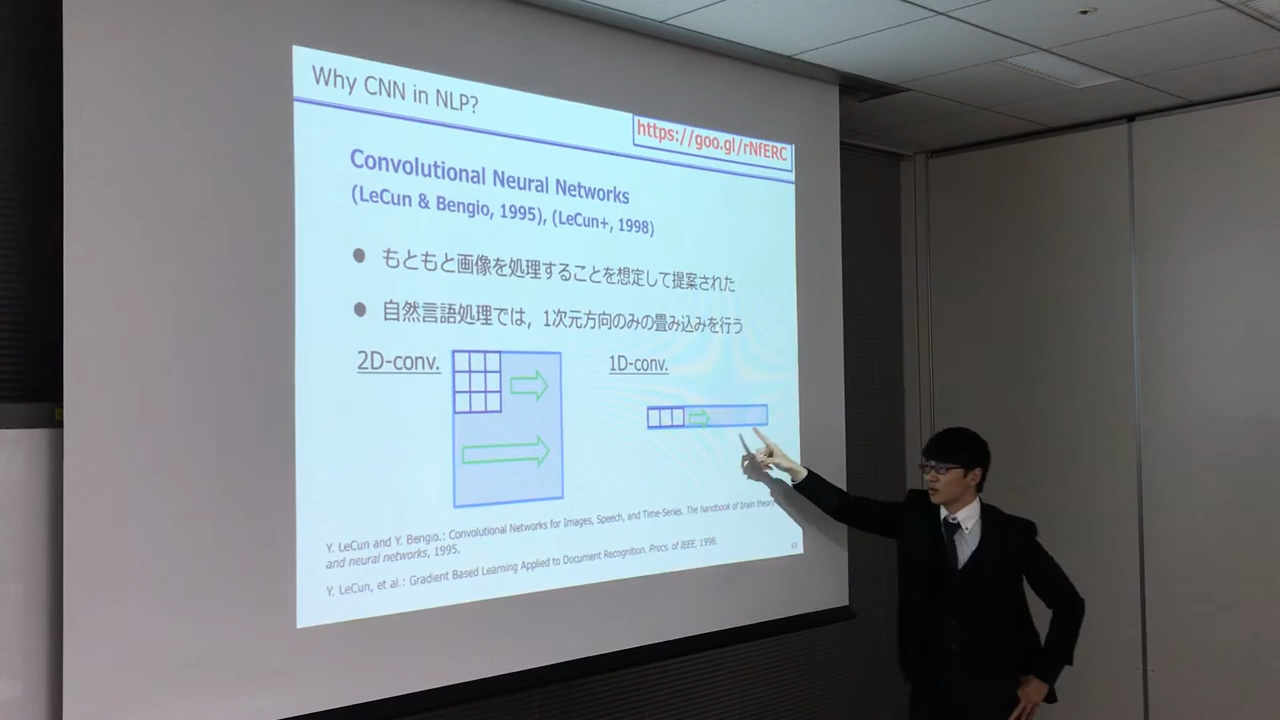 Why CNN in NLP?
https://goo.gl/rNfERC
Convolutional Neural Networks
(LeCun & Bengio, 1995), (LeCun+, 1998)
● もともと画像を処理することを想定して提案された
● 自然言語処理では，1次元方向のみの畳み込みを行う
2D-conv.
1D-conv.
Y. LeCun and Y. Bengio.: Convolutional Networks for Images, Speech, and Time-Series. The handbook of brain theory
and neural networks, 1995.
Y. LeCun, et al.: Gradient Based Learning Applied to Document Recognition. Procs. of IEEE, 1998.